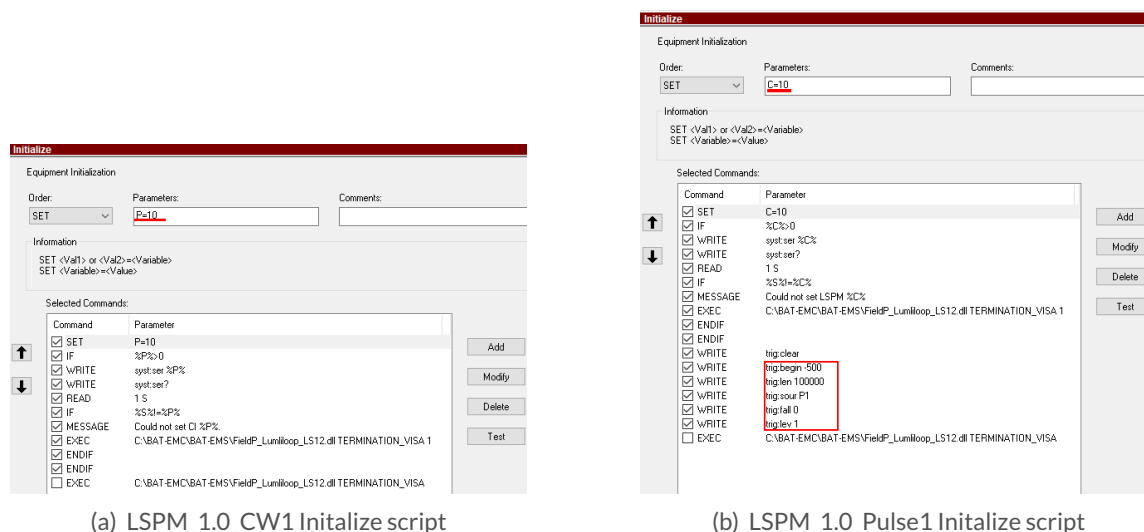 Initialize
Equipment Initialization
Order: Parameters: Comments:
SET P=10
Information
SET <Val1> or <Val2>=<Variable>
SET <Variable>=<Value>
Selected Commands:
Command Parameter
SET P=10
IF %P%>0
WRITE syst:ser %P%
WRITE syst:ser?
READ 1 S
IF %S%!=%P%
MESSAGE Could not set CI %P%.
EXEC C:\BAT-EMC\BAT-EMS\FieldP_Lumiloop_LS12.dll TERMINATION_VISA 1
ENDIF
ENDIF
EXEC C:\BAT-EMC\BAT-EMS\FieldP_Lumiloop_LS12.dll TERMINATION_VISA
Add
Modify
Delete
Test
(a) LSPM_1.0_CW1 Initalize script
Initialize
Equipment Initialization
Order: Parameters: Comments:
SET C=10
Information
SET <Val1> or <Val2>=<Variable>
SET <Variable>=<Value>
Selected Commands:
Command Parameter
SET C=10
IF %C%>0
WRITE syst:ser %C%
WRITE syst:ser?
READ 1 S
IF %S%!=%C%
MESSAGE Could not set LSPM %C%
EXEC C:\BAT-EMC\BAT-EMS\FieldP_Lumiloop_LS12.dll TERMINATION_VISA 1
ENDIF
ENDIF
WRITE trig:clear
WRITE trig:begin -500
WRITE trig:len 100000
WRITE trig:sour P1
WRITE trig:fall 0
WRITE trig:lev 1
EXEC C:\BAT-EMC\BAT-EMS\FieldP_Lumiloop_LS12.dll TERMINATION_VISA
Add
Modify
Delete
Test
(b) LSPM_1.0_Pulse1 Initalize script